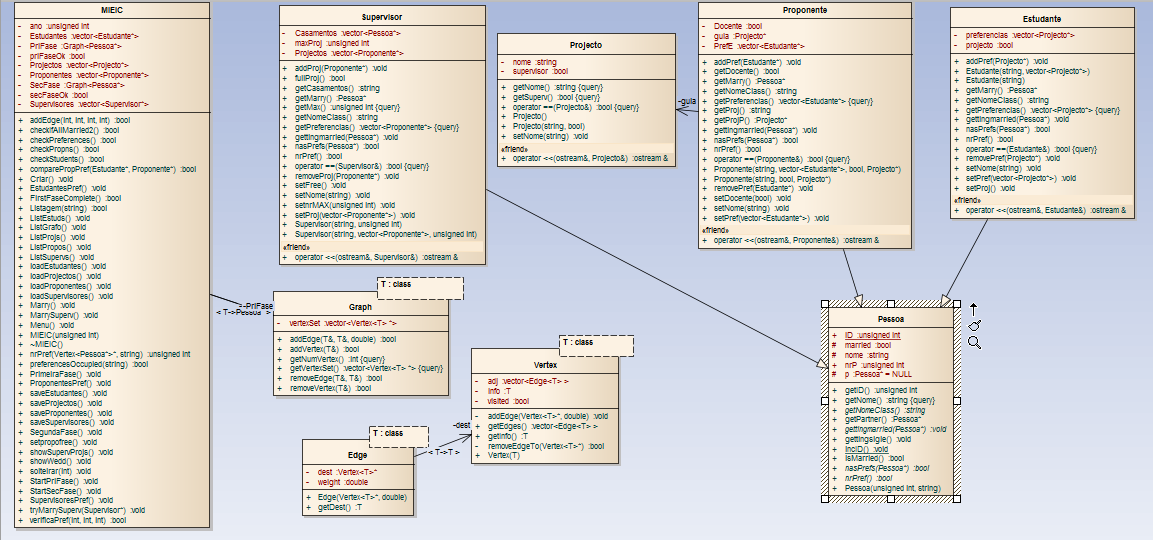 MIEIC
- ano :unsigned int
- Estudantes :vector<Estudante*>
- PriFase :Graph<Pessoa*>
- priFaseOk :bool
- Projectos :vector<Projecto*>
- Proponentes :vector<Proponente*>
- SecFase :Graph<Pessoa*>
- secFaseOk :bool
- Supervisores :vector<Supervisor*>
+ addEdge(int, int, int, int) :bool
+ checkifAllMarried2() :bool
+ checkPreferences() :bool
+ checkPropns() :bool
+ checkStudents() :bool
+ comparePropPref(Estudante*, Proponente*) :bool
+ Criar() :void
+ EstudantesPref() :void
+ FirstFaseComplete() :bool
+ Listagem(string) :bool
+ ListEstuds() :void
+ ListGrafo() :void
+ ListProjs() :void
+ ListPropos() :void
+ ListSupervs() :void
+ loadEstudantes() :void
+ loadProjectos() :void
+ loadProponentes() :void
+ loadSupervisores() :void
+ Marry() :void
+ MarrySuperv() :void
+ Menu() :void
+ MIEIC(unsigned int)
+ ~MIEIC()
+ nrPref(Vertex<Pessoa*>*, string) :unsigned int
+ preferencesOccupied(string) :bool
+ PrimeiraFase() :bool
+ ProponentesPref() :void
+ saveEstudantes() :void
+ saveProjectos() :void
+ saveProponentes() :void
+ saveSupervisores() :void
+ SegundaFase() :bool
+ setpropofree() :void
+ showSupervProjs() :void
+ showWedd() :void
+ solteirar(int) :void
+ StartPriFase() :bool
+ StartSecFase() :bool
+ SupervisoresPref() :void
+ tryMarrySuperv(Supervisor*) :void
+ verificaPref(int, int, int) :bool
Supervisor
- Casamentos :vector<Pessoa*>
- maxProj :unsigned int
- Projectos :vector<Proponente*>
+ addProj(Proponente*) :void
+ fullProj() :bool
+ getCasamentos() :string
+ getMarry() :Pessoa*
+ getMax() :unsigned int {query}
+ getNomeClass() :string
+ getPreferencias() :vector<Proponente*> {query}
+ gettingmarried(Pessoa*) :void
+ nasPrefs(Pessoa*) :bool
+ nrPref() :bool
+ operator ==(Supervisor&) :bool {query}
+ removeProj(Proponente*) :void
+ setFree() :void
+ setNome(string) :void
+ setnrMAX(unsigned int) :void
+ setProj(vector<Proponente*>) :void
+ Supervisor(string, unsigned int)
+ Supervisor(string, vector<Proponente*>, unsigned int)
«friend»
+ operator <<(ostream&, Supervisor&) :ostream &
Projecto
- nome :string
- supervisor :bool
+ getNome() :string {query}
+ getSuperv() :bool {query}
+ operator ==(Projecto&) :bool {query}
+ Projecto()
+ Projecto(string, bool)
+ setNome(string) :void
«friend»
+ operator <<(ostream&, Projecto&) :ostream &
-guia
Proponente
- Docente :bool
- guia :Projecto*
- PrefE :vector<Estudante*>
+ addPref(Estudante*) :void
+ getDocente() :bool
+ getMarry() :Pessoa*
+ getNomeClass() :string
+ getPreferencias() :vector<Estudante*> {query}
+ getProj() :string
+ getProjP() :Projecto*
+ gettingmarried(Pessoa*) :void
+ nasPrefs(Pessoa*) :bool
+ nrPref() :bool
+ operator ==(Proponente&) :bool {query}
+ Proponente(string, vector<Estudante*>, bool, Projecto*)
+ Proponente(string, bool, Projecto*)
+ removePref(Estudante*) :void
+ setDocente(bool) :void
+ setNome(string) :void
+ setPref(vector<Estudante*>) :void
«friend»
+ operator <<(ostream&, Proponente&) :ostream &
Estudante
- preferencias :vector<Projecto*>
- projecto :bool
+ addPref(Projecto*) :void
+ Estudante(string, vector<Projecto*>)
+ Estudante(string)
+ getMarry() :Pessoa*
+ getNomeClass() :string
+ getPreferencias() :vector<Projecto*> {query}
+ gettingmarried(Pessoa*) :void
+ nasPrefs(Pessoa*) :bool
+ nrPref() :bool
+ operator ==(Estudante&) :bool {query}
+ removePref(Projecto*) :void
+ setNome(string) :void
+ setPref(vector<Projecto*>) :void
+ setProj() :void
«friend»
+ operator <<(ostream&, Estudante&) :ostream &
-PriFase
< T->Pessoa* >
T : class
Graph
- vertexSet :vector<Vertex<T> *>
+ addEdge(T&, T&, double) :bool
+ addVertex(T&) :bool
+ getNumVertex() :int {query}
+ getVertexSet() :vector<Vertex<T> *> {query}
+ removeEdge(T&, T&) :bool
+ removeVertex(T&) :bool
T : class
Vertex
- adj :vector<Edge<T> >
- info :T
- visited :bool
+ addEdge(Vertex<T>*, double) :void
+ getEdges() :vector<Edge<T> >
+ getInfo() :T
- removeEdgeTo(Vertex<T>*) :bool
+ Vertex(T)
-dest
< T->T >
T : class
Edge
- dest :Vertex<T>*
- weight :double
+ Edge(Vertex<T>*, double)
+ getDest() :T
Pessoa
+ ID :unsigned int
# married :bool
# nome :string
# nrP :unsigned int
# p :Pessoa* = NULL
+ getID() :unsigned int
+ getNome() :string {query}
+ getNomeClass() :string
+ getPartner() :Pessoa*
+ gettingmarried(Pessoa*) :void
+ gettingsigle() :void
+ incID() :void
+ isMarried() :bool
+ nasPrefs(Pessoa*) :bool
+ nrPref() :bool
+ Pessoa(unsigned int, string)